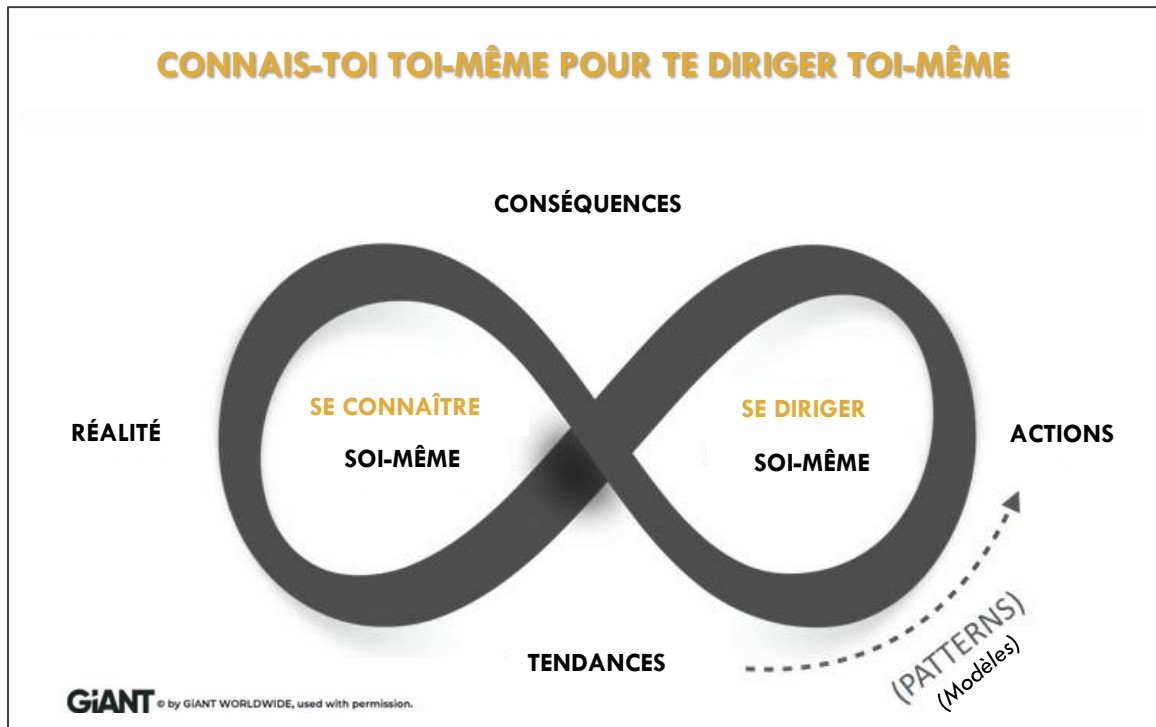 CONNAIS-TOI TOI-MÊME POUR TE DIRIGER TOI-MÊME
CONSÉQUENCES
RÉALITÉ
SE CONNAÎTRE
SOI-MÊME
SE DIRIGER
SOI-MÊME
ACTIONS
TENDANCES
(PATTERNS)
(Modèles)
GiANT © by GiANT WORLDWIDE, used with permission.